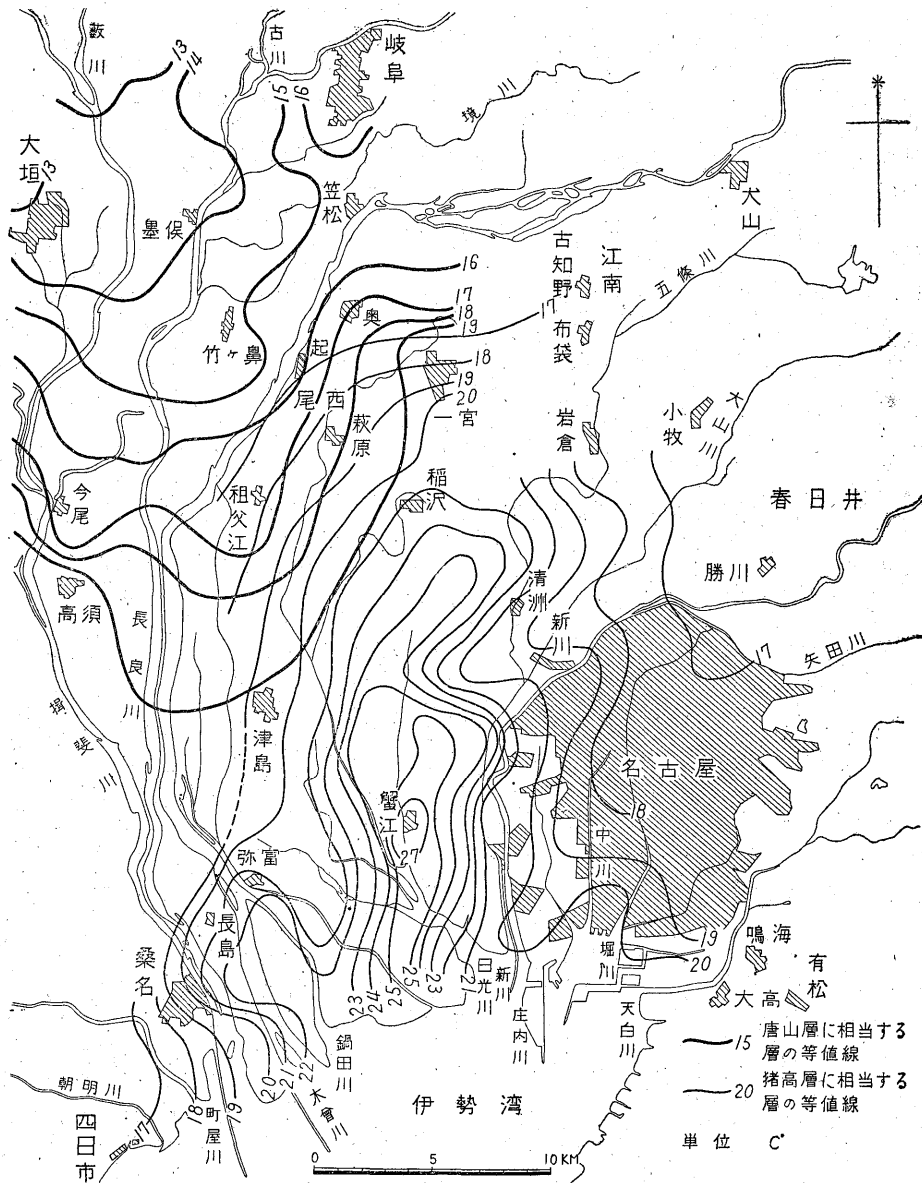 藪川
古川
岐阜
13
14
15
16
境川
大垣
13
墨俣
笠松
犬山
古知野
江南
五條川
16
17
18
19
奥
竹ヶ鼻
起
17
布袋
尾西
18
19
20
一宮
萩原
岩倉
小牧
大山川
今尾
祖父江
稲沢
春日井
勝川
清洲
新川
高須
長良川
17
矢田川
揖斐川
津島
名古屋
蟹江
18
27
中川
弥富
長島
桑名
19
鳴海
20
堀川
有松
大高
23
24
25
25
23
日光川
新川
庄内川
天白川
鍋田川
木曾川
20
21
22
朝明川
18
町屋川
19
17
四日市
伊勢湾
15 唐山層に相当する
層の等値線
20 猪高層に相当する
層の等値線
単位 C°
0 5 10 KM